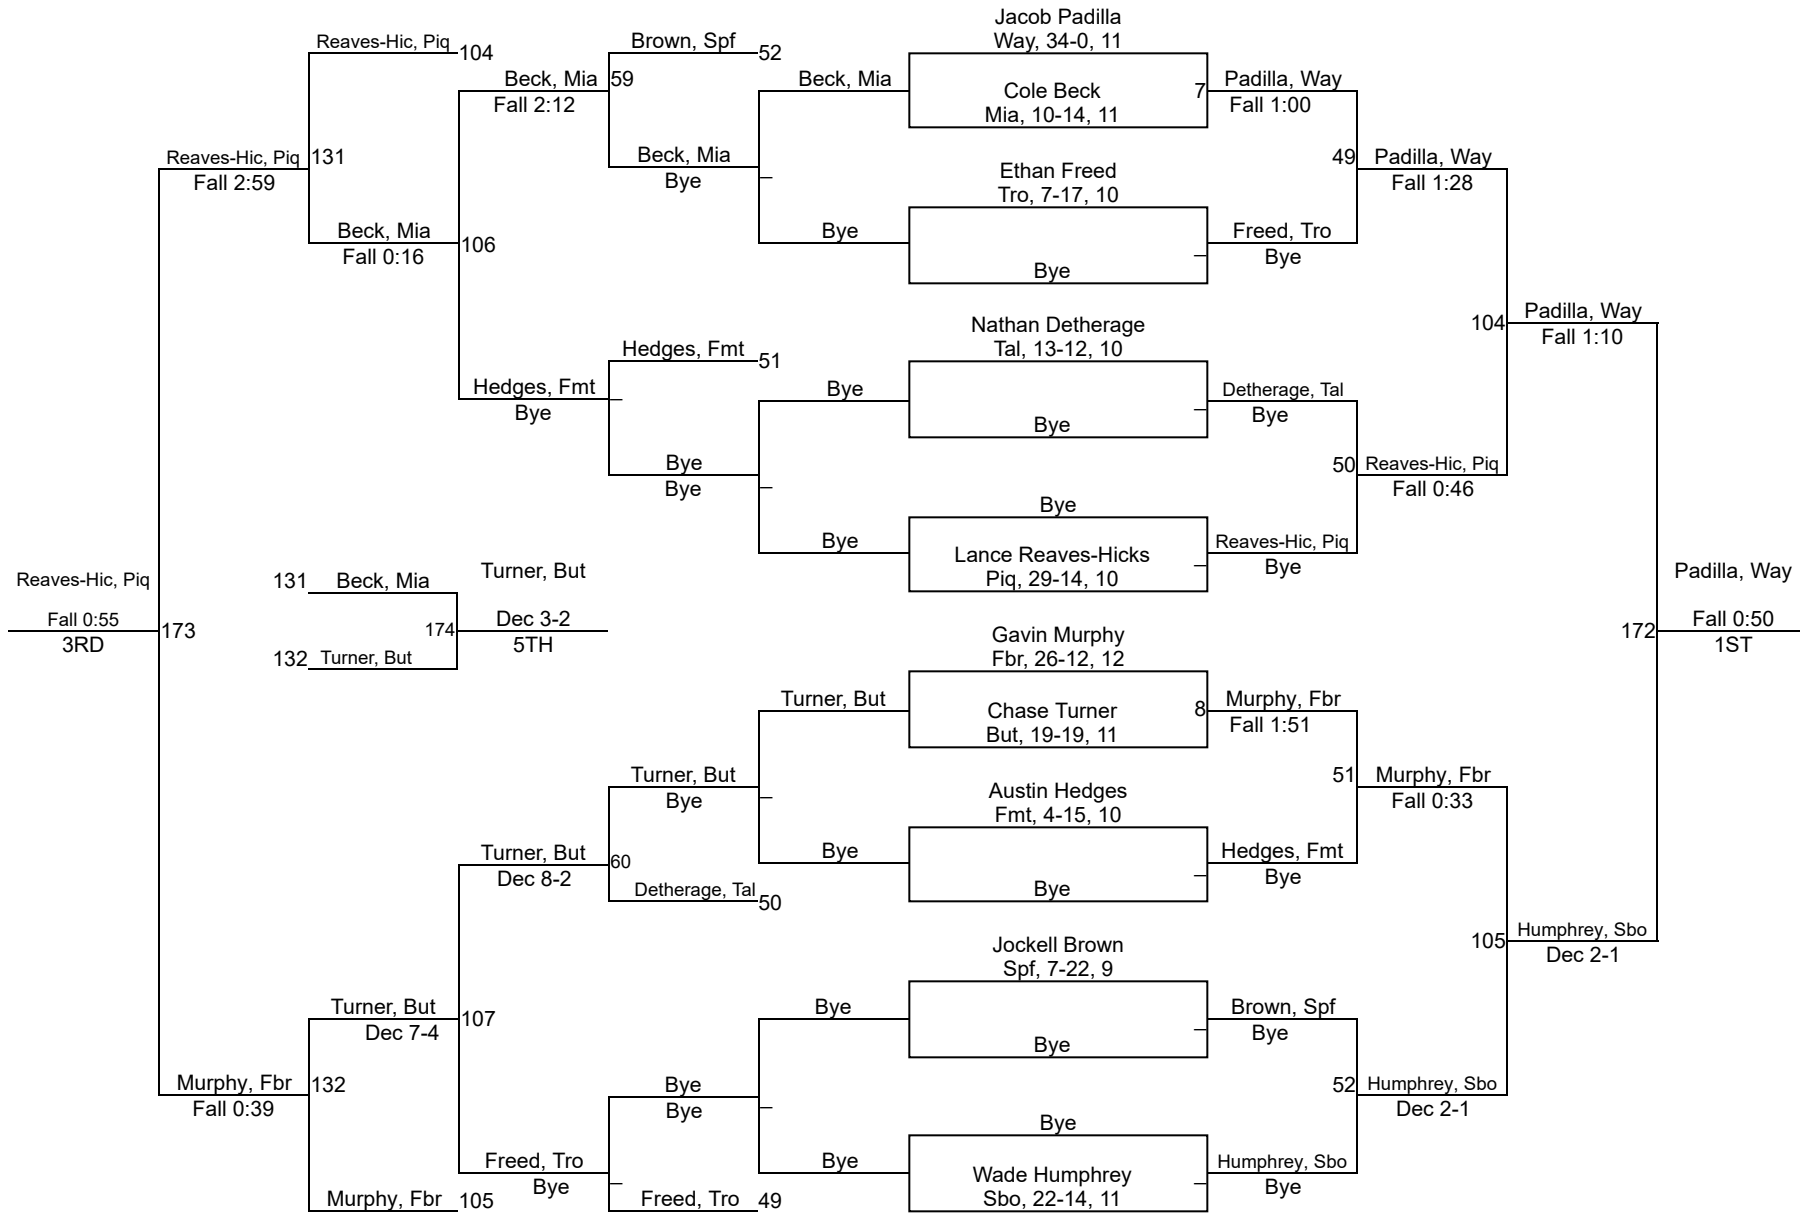 Jacob Padilla
Reaves-Hic, Piq 104 Brown, Spf 52 Way, 34-0, 11
Beck, Mia 59 Beck, Mia Cole Beck 7 Padilla, Way
Fall 2:12 Mia, 10-14, 11 Fall 1:00
Reaves-Hic, Piq 131 Beck, Mia 49 Padilla, Way
Fall 2:59 Bye Ethan Freed Fall 1:28
Tro, 7-17, 10
Beck, Mia 106 Bye Freed, Tro
Fall 0:16 Bye Bye
Nathan Detherage 104 Padilla, Way
Hedges, Fmt 51 Tal, 13-12, 10 Fall 1:10
Hedges, Fmt Bye Detherage, Tal
Bye Bye Bye
Bye 50 Reaves-Hic, Piq
Bye Bye Fall 0:46
Bye Lance Reaves-Hicks Reaves-Hic, Piq
Reaves-Hic, Piq 131 Beck, Mia Turner, But Piq, 29-14, 10 Bye Padilla, Way
Fall 0:55 173 174 Dec 3-2 172 Fall 0:50
3RD 132 Turner, But 5TH Gavin Murphy 1ST
Fbr, 26-12, 12
Turner, But Chase Turner 8 Murphy, Fbr
But, 19-19, 11 Fall 1:51
Turner, But 51 Murphy, Fbr
Bye Austin Hedges Fall 0:33
Fmt, 4-15, 10
Turner, But 60 Bye Hedges, Fmt
Dec 8-2 Detherage, Tal 50 Bye Bye
Jockell Brown 105 Humphrey, Sbo
Spf, 7-22, 9 Dec 2-1
Turner, But 107 Bye Brown, Spf
Dec 7-4 Bye Bye
Murphy, Fbr 132 Bye 52 Humphrey, Sbo
Fall 0:39 Bye Bye Dec 2-1
Freed, Tro Bye Wade Humphrey Humphrey, Sbo
Bye Sbo, 22-14, 11 Bye
Murphy, Fbr 105 Freed, Tro 49